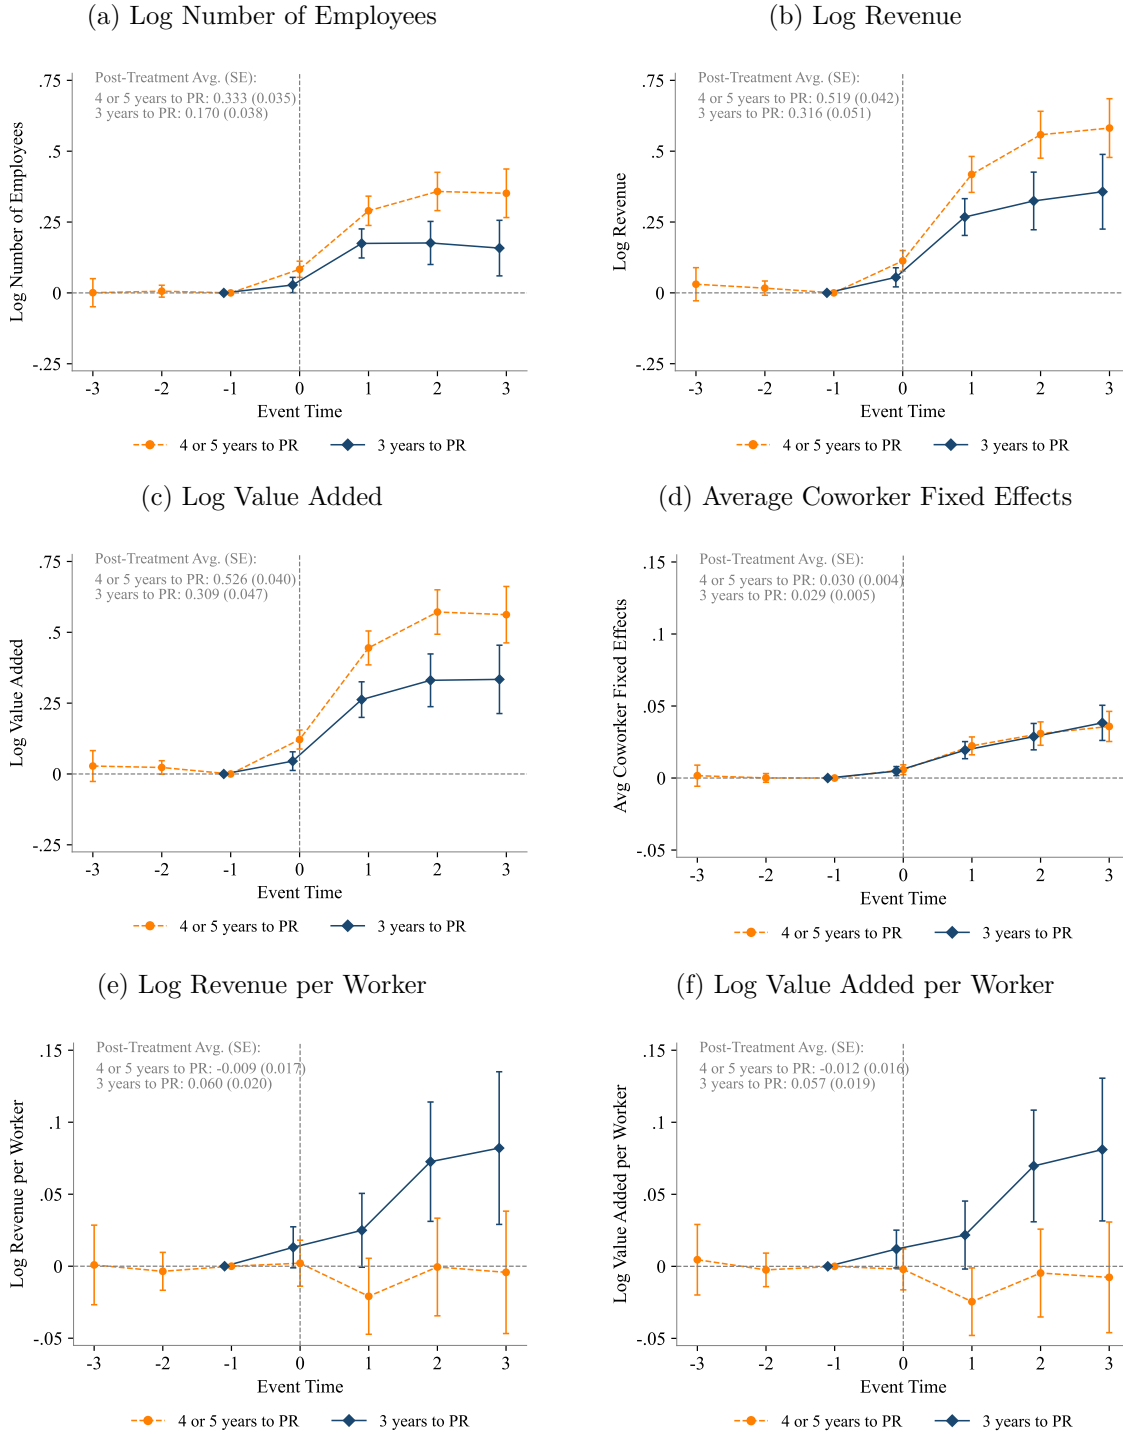 (a) Log Number of Employees
Post-Treatment Avg. (SE):
4 or 5 years to PR: 0.333 (0.035)
3 years to PR: 0.170 (0.038)
Log Number of Employees
.75
.5
.25
0
-.25
-3 -2 -1 0 1 2 3
Event Time
4 or 5 years to PR 3 years to PR
(b) Log Revenue
Post-Treatment Avg. (SE):
4 or 5 years to PR: 0.519 (0.042)
3 years to PR: 0.316 (0.051)
Log Revenue
.75
.5
.25
0
-.25
-3 -2 -1 0 1 2 3
Event Time
4 or 5 years to PR 3 years to PR
(c) Log Value Added
Post-Treatment Avg. (SE):
4 or 5 years to PR: 0.526 (0.040)
3 years to PR: 0.309 (0.047)
Log Value Added
.75
.5
.25
0
-.25
-3 -2 -1 0 1 2 3
Event Time
4 or 5 years to PR 3 years to PR
(d) Average Coworker Fixed Effects
Post-Treatment Avg. (SE):
4 or 5 years to PR: 0.030 (0.004)
3 years to PR: 0.029 (0.005)
Avg Coworker Fixed Effects
.15
.1
.05
0
-.05
-3 -2 -1 0 1 2 3
Event Time
4 or 5 years to PR 3 years to PR
(e) Log Revenue per Worker
Post-Treatment Avg. (SE):
4 or 5 years to PR: -0.009 (0.017)
3 years to PR: 0.060 (0.020)
Log Revenue per Worker
.15
.1
.05
0
-.05
-3 -2 -1 0 1 2 3
Event Time
4 or 5 years to PR 3 years to PR
(f) Log Value Added per Worker
Post-Treatment Avg. (SE):
4 or 5 years to PR: -0.012 (0.016)
3 years to PR: 0.057 (0.019)
Log Value Added per Worker
.15
.1
.05
0
-.05
-3 -2 -1 0 1 2 3
Event Time
4 or 5 years to PR 3 years to PR